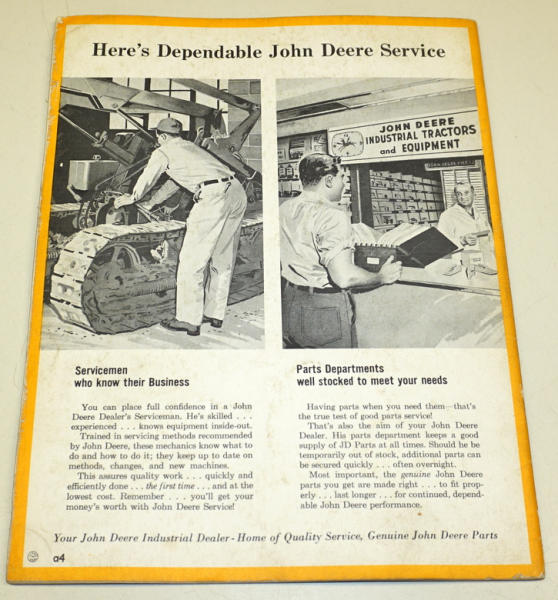 Here's Dependable John Deere Service
JOHN DEERE
INDUSTRIAL TRACTORS
and EQUIPMENT
Servicemen
who know their Business
You can place full confidence in a John
Deere Dealer's Serviceman. He's skilled . . .
experienced . . . knows equipment inside-out.
Trained in servicing methods recommended
by John Deere, these mechanics know what to
do and how to do it; they keep up to date on
methods, changes, and new machines.
This assures quality work . . . quickly and
efficiently done . . . the first time . . . and at the
lowest cost. Remember . . . you'll get your
money's worth with John Deere Service!
Parts Departments
well stocked to meet your needs
Having parts when you need them—that's
the true test of good parts service!
That's also the aim of your John Deere
Dealer. His parts department keeps a good
supply of JD Parts at all times. Should he be
temporarily out of stock, additional parts can
be secured quickly . . . often overnight.
Most important, the genuine John Deere
parts you get are made right . . . to fit prop-
erly . . . last longer . . . for continued, depend-
able John Deere performance.
Your John Deere Industrial Dealer - Home of Quality Service, Genuine John Deere Parts
a4